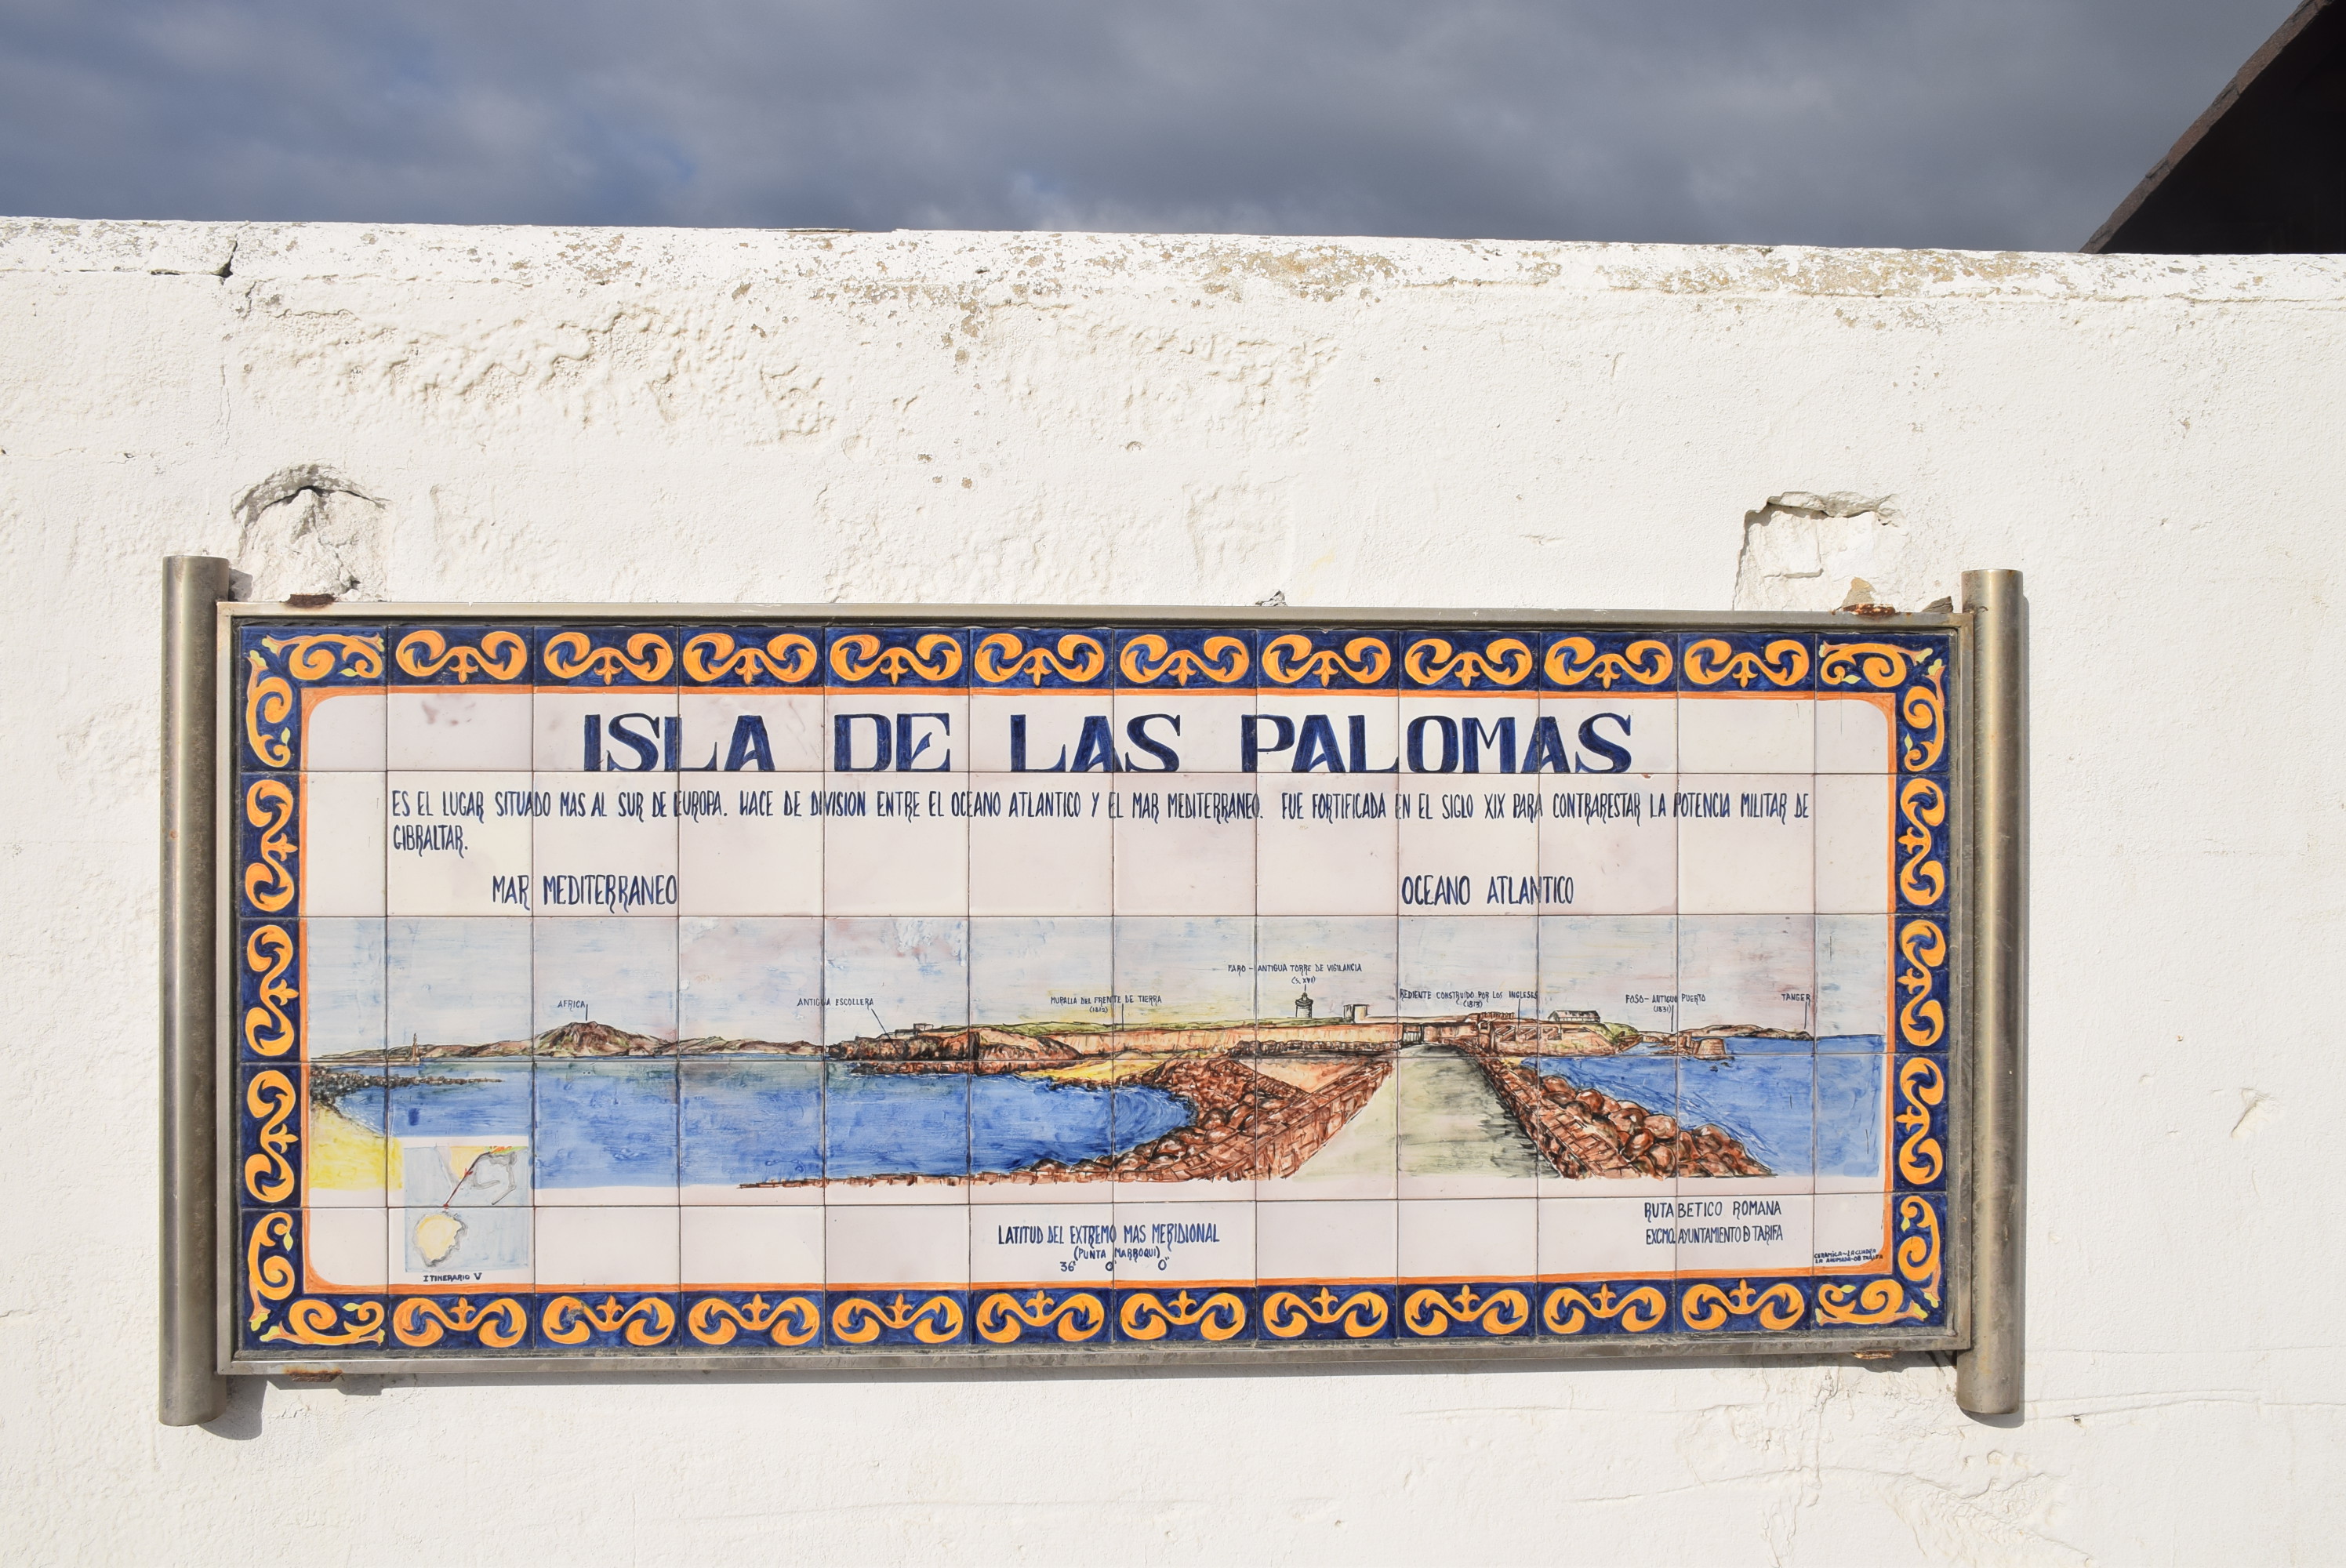 ISLA DE LAS PALOMAS
ES EL LUGAR SITUADO MAS AL SUR DE EUROPA. HACE DE DIVISION ENTRE EL OCEANO ATLANTICO Y EL MAR MEDITERRANEO. FUE FORTIFICADA EN EL SIGLO XIX PARA CONTRARESTAR LA POTENCIA MILITAR DE
GIBRALTAR.
MAR MEDITERRANEO
OCEANO ATLANTICO
FARO - ANTIGUA TORRE DE VIGILANCIA
(S. XVI)
AFRICA
ANTIGUA ESCOLLERA
MURALLA DEL FRENTE DE TIERRA
REDIENTE CONSTRUIDO POR LOS INGLESES
FOSO - ANTIGUO PUERTO
(1831)
TANGER
RUTA BETICO ROMANA
EXCMO. AYUNTAMIENTO D TARIFA
LATITUD DEL EXTREMO MAS MERIDIONAL
(PUNTA MARROQUI)
36° 0' 0"
ITINERARIO V